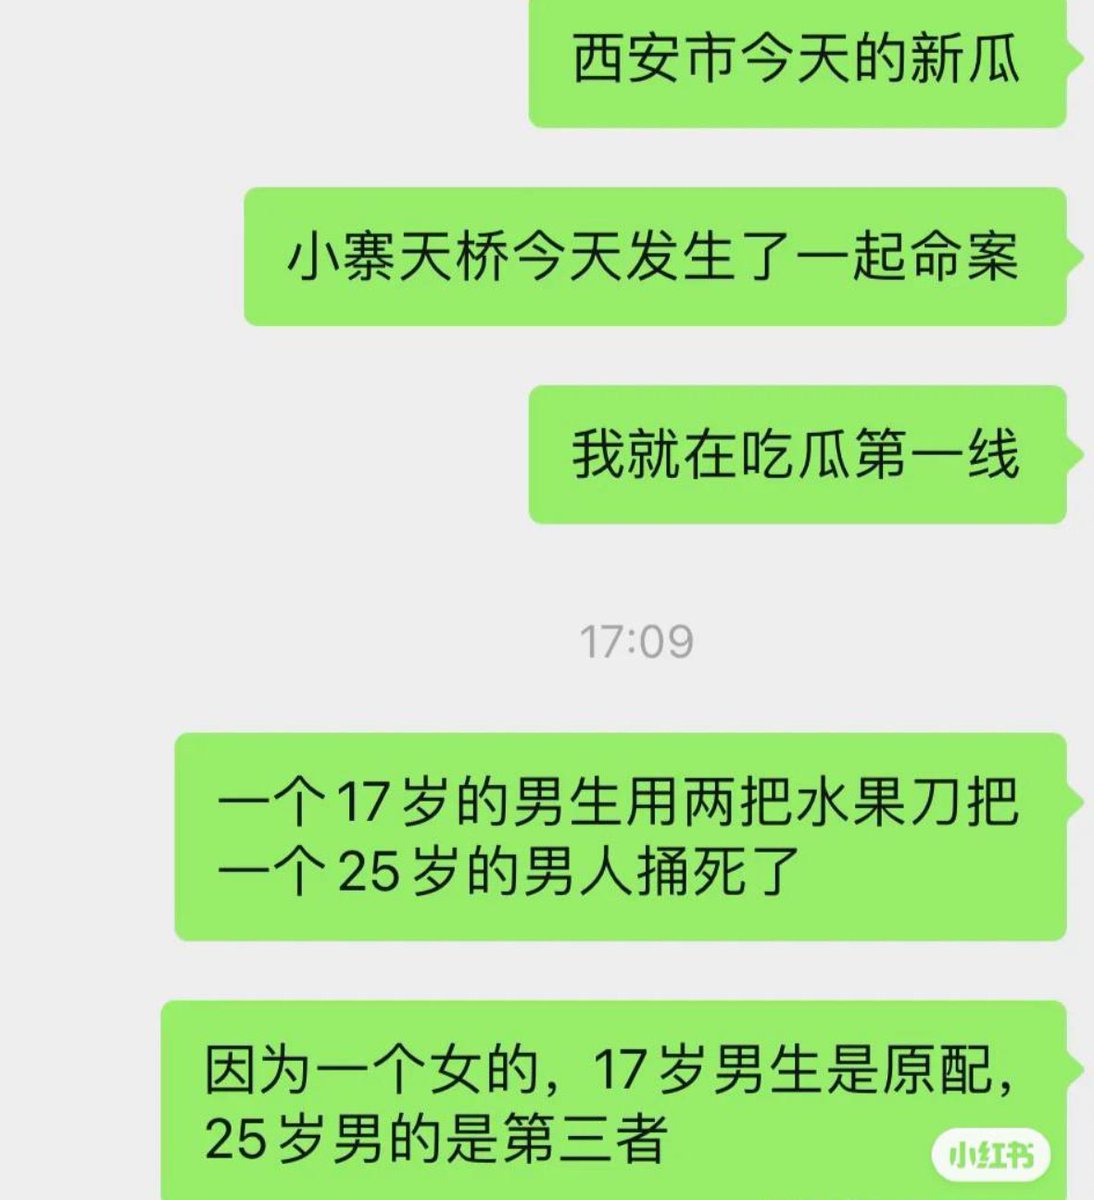 西安市今天的新瓜
小寨天桥今天发生了一起命案
我就在吃瓜第一线
17:09
一个17岁的男生用两把水果刀把
一个25岁的男人捅死了
因为一个女的，17岁男生是原配，
25岁男的是第三者
小红书